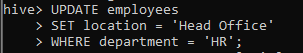 hive> UPDATE employees
    > SET location = 'Head Office'
    > WHERE department = 'HR';